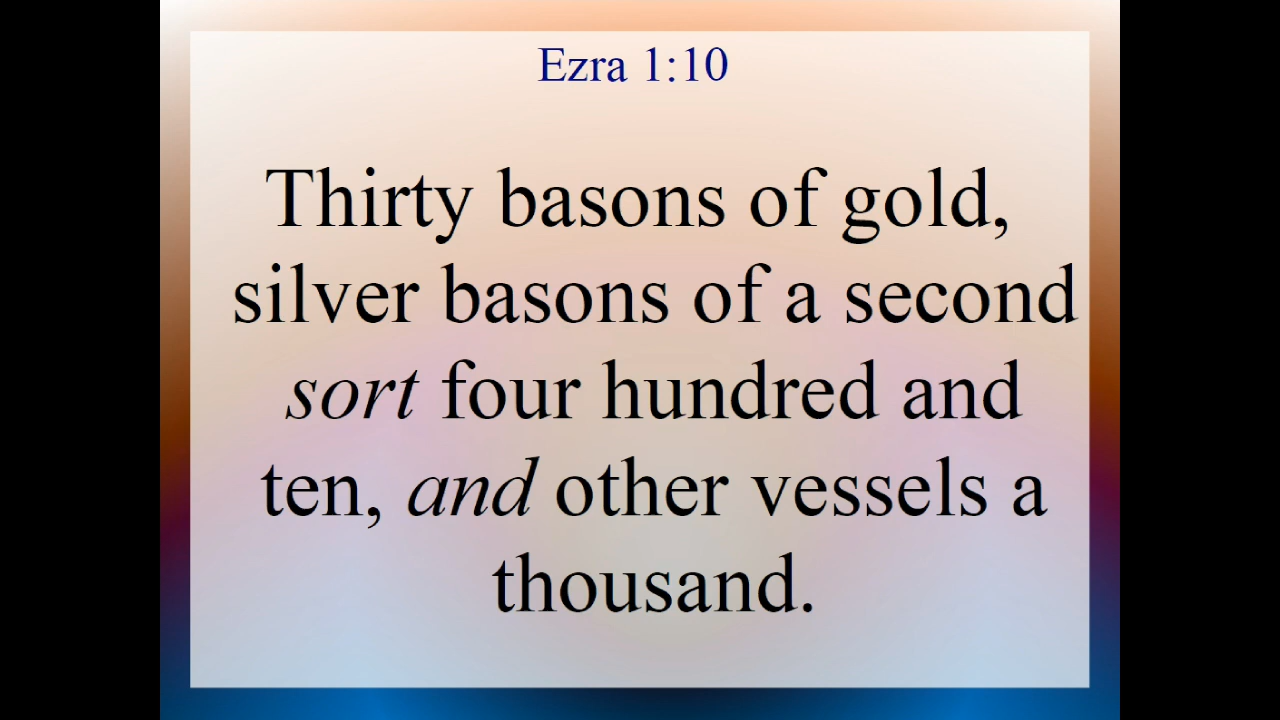 Ezra 1:10
Thirty basons of gold,
silver basons of a second
sort four hundred and
ten, and other vessels a
thousand.